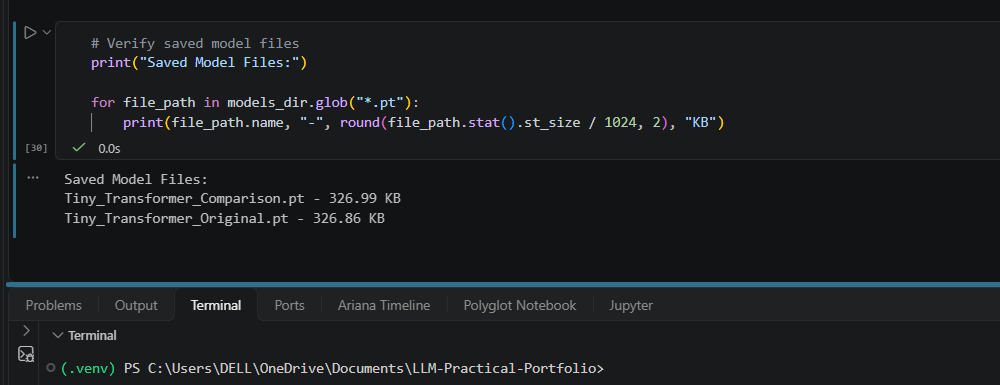 # Verify saved model files
print("Saved Model Files:")
for file_path in models_dir.glob("*.pt"):
    print(file_path.name, "-", round(file_path.stat().st_size / 1024, 2), "KB")
[30]
0.0s
Saved Model Files:
Tiny_Transformer_Comparison.pt - 326.99 KB
Tiny_Transformer_Original.pt - 326.86 KB
Problems Output Terminal Ports Ariana Timeline Polyglot Notebook Jupyter
Terminal
(.venv) PS C:\Users\DELL\OneDrive\Documents\LLM-Practical-Portfolio>